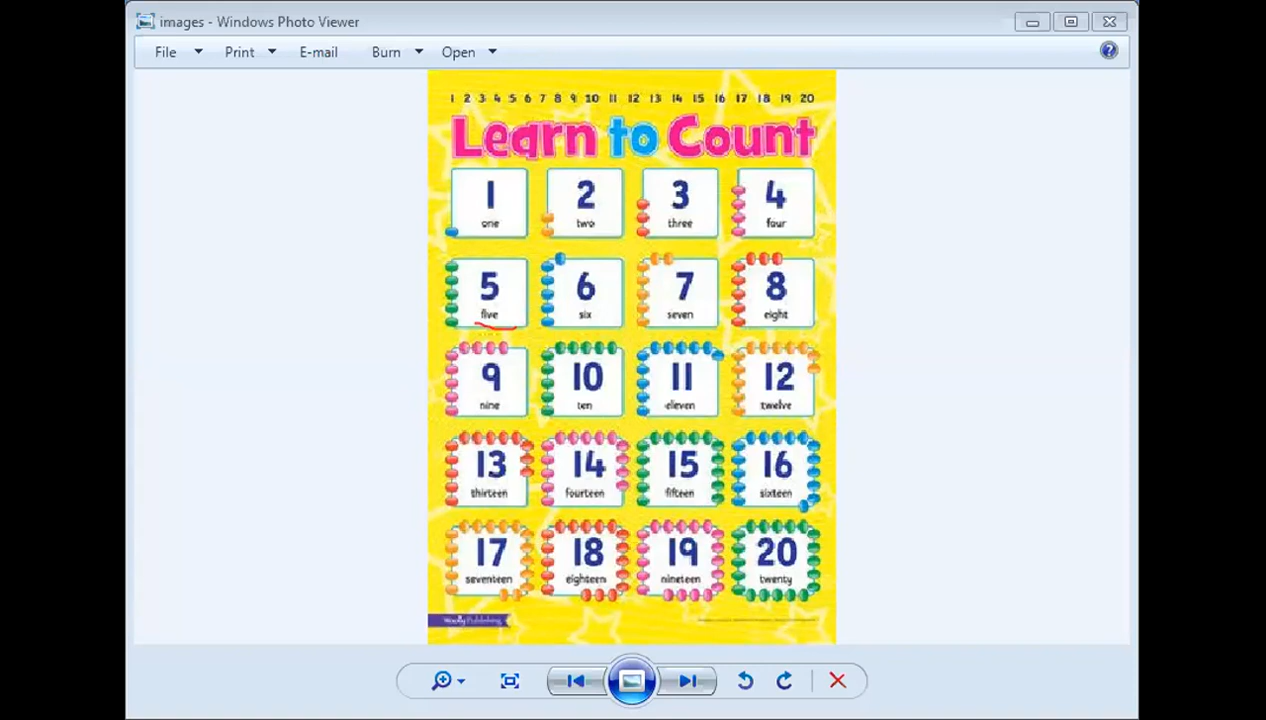 images - Windows Photo Viewer
File Print E-mail Burn Open
1 2 3 4 5 6 7 8 9 10 11 12 13 14 15 16 17 18 19 20
Learn to Count
1 2 3 4
one two three four
5 6 7 8
five six seven eight
9 10 11 12
nine ten eleven twelve
13 14 15 16
thirteen fourteen fifteen sixteen
17 18 19 20
seventeen eighteen nineteen twenty
Publishing